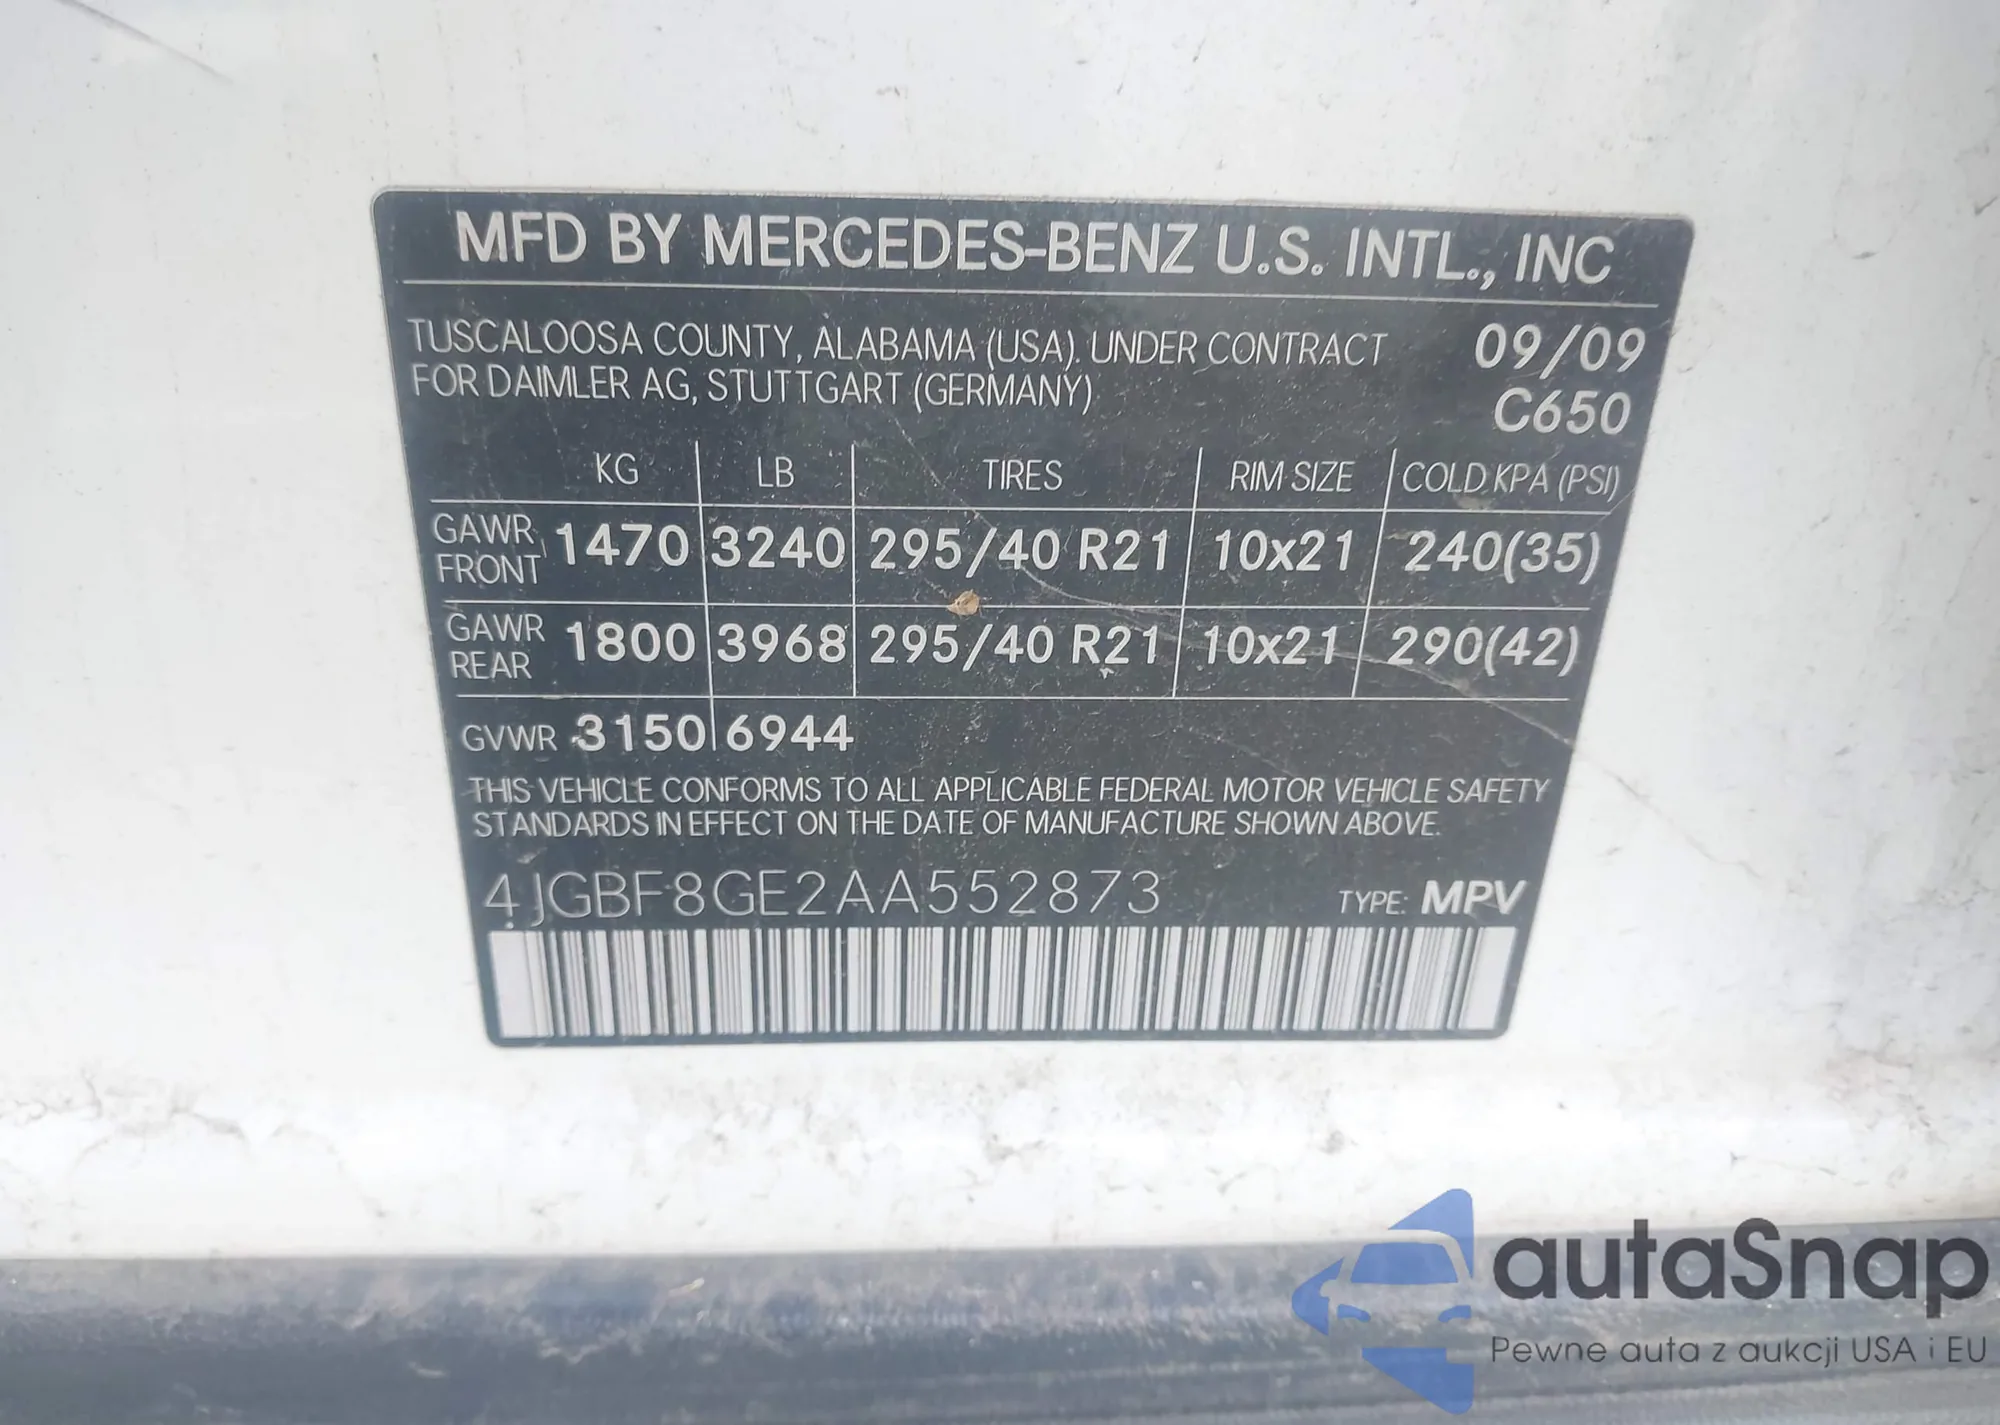 MFD BY MERCEDES-BENZ U.S. INTL., INC
TUSCALOOSA COUNTY, ALABAMA (USA). UNDER CONTRACT 09/09
FOR DAIMLER AG, STUTTGART (GERMANY) C650
KG LB TIRES RIM SIZE COLD KPA (PSI)
GAWR FRONT 1470 3240 295/40 R21 10x21 240(35)
GAWR REAR 1800 3968 295/40 R21 10x21 290(42)
GVWR 3150 6944
THIS VEHICLE CONFORMS TO ALL APPLICABLE FEDERAL MOTOR VEHICLE SAFETY
STANDARDS IN EFFECT ON THE DATE OF MANUFACTURE SHOWN ABOVE.
4JGBF8GE2AA552873 TYPE: MPV
autaSnap
Pewne auta z aukcji USA i EU